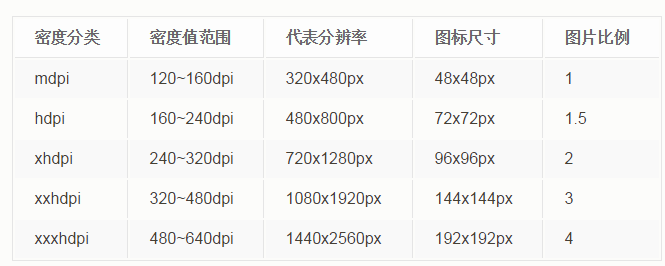 密度分类 密度值范围 代表分辨率 图标尺寸 图片比例
mdpi 120~160dpi 320x480px 48x48px 1
hdpi 160~240dpi 480x800px 72x72px 1.5
xhdpi 240~320dpi 720x1280px 96x96px 2
xxhdpi 320~480dpi 1080x1920px 144x144px 3
xxxhdpi 480~640dpi 1440x2560px 192x192px 4